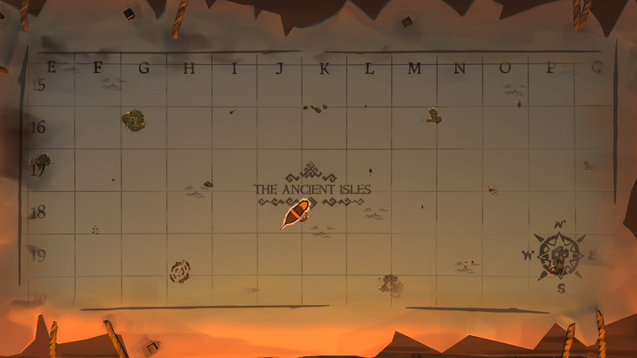 E F G H I J K L M N O P Q
15
16
17
THE ANCIENT ISLES
18
19
N
W E
S